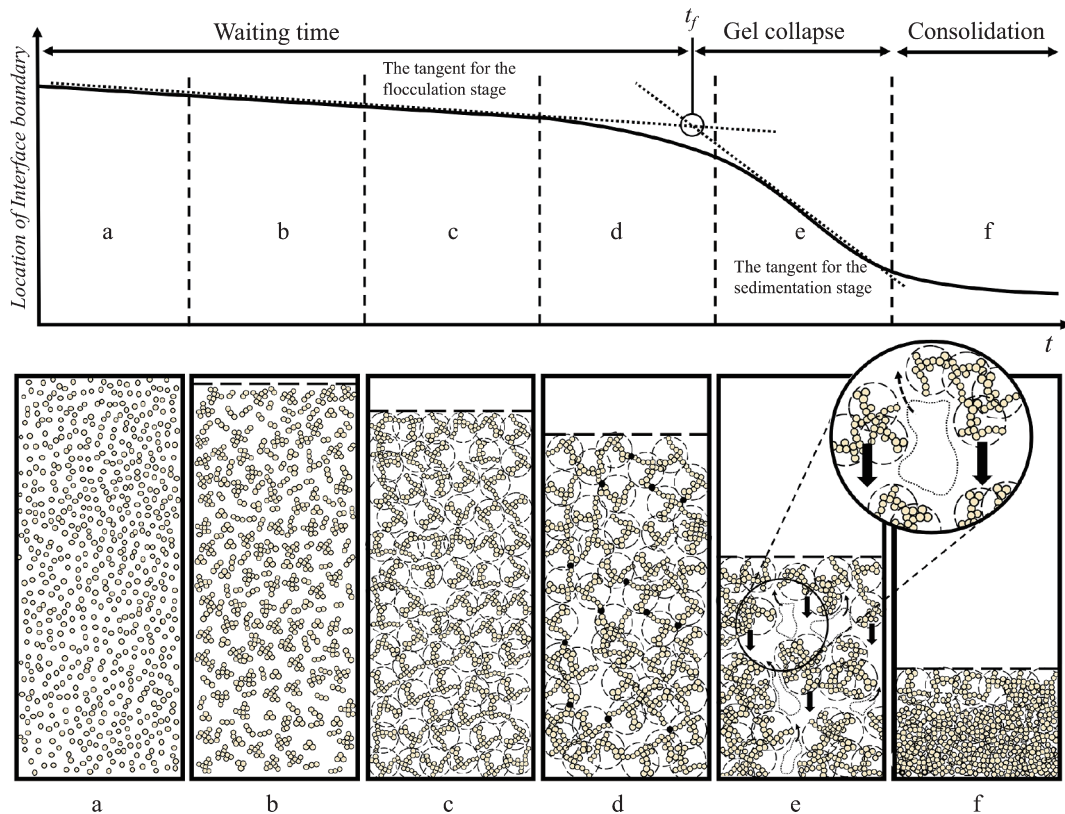 Waiting time
t_f
Gel collapse
Consolidation
The tangent for the
flocculation stage
Location of Interface boundary
a
b
c
d
e
f
The tangent for the
sedimentation stage
t
a
b
c
d
e
f